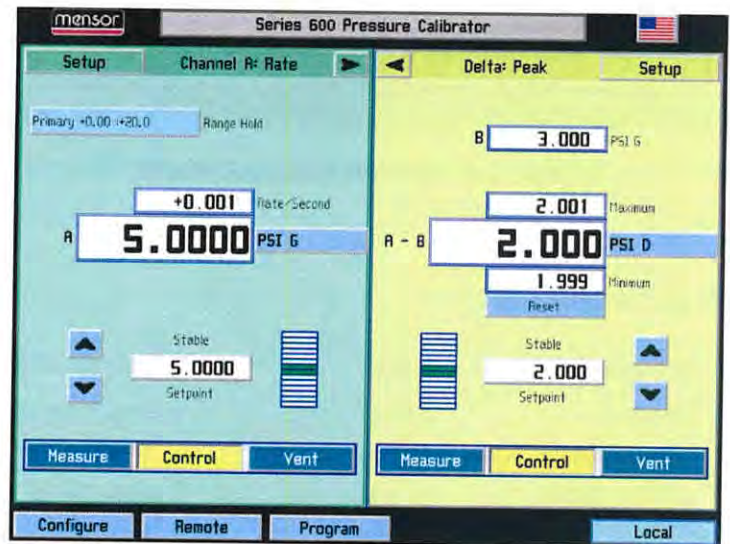 mensor
Series 600 Pressure Calibrator
Setup
Channel A: Rate
Primary +0.00 :+20.0
Range Hold
+0.001
Rate/Second
A
5.0000
PSI G
Stable
5.0000
Setpoint
Measure
Control
Vent
Delta: Peak
Setup
B
3.000
PSI G
2.001
Maximum
A - B
2.000
PSI D
1.999
Minimum
Reset
Stable
2.000
Setpoint
Measure
Control
Vent
Configure
Remote
Program
Local